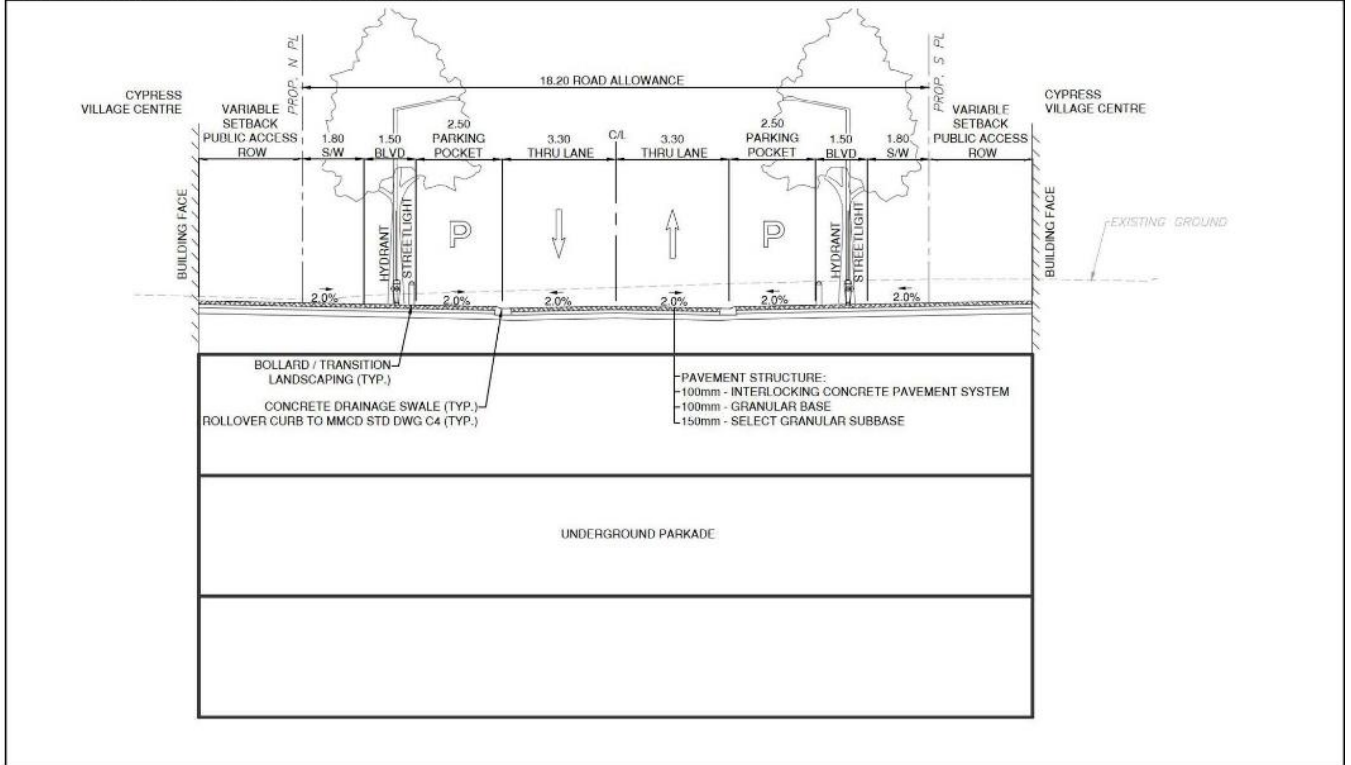 PROP. N PL
PROP. S PL
18.20 ROAD ALLOWANCE
CYPRESS
VILLAGE CENTRE
VARIABLE
SETBACK
PUBLIC ACCESS
ROW
1.80
S/W
1.50
BLVD
2.50
PARKING
POCKET
3.30
THRU LANE
C/L
3.30
THRU LANE
2.50
PARKING
POCKET
1.50
BLVD
1.80
S/W
VARIABLE
SETBACK
PUBLIC ACCESS
ROW
CYPRESS
VILLAGE CENTRE
BUILDING FACE
HYDRANT
STREETLIGHT
P
P
HYDRANT
STREETLIGHT
BUILDING FACE
EXISTING GROUND
2.0%
2.0%
2.0%
2.0%
2.0%
2.0%
BOLLARD / TRANSITION
LANDSCAPING (TYP.)
CONCRETE DRAINAGE SWALE (TYP.)
ROLLOVER CURB TO MMCD STD DWG C4 (TYP.)
PAVEMENT STRUCTURE:
100mm - INTERLOCKING CONCRETE PAVEMENT SYSTEM
100mm - GRANULAR BASE
150mm - SELECT GRANULAR SUBBASE
UNDERGROUND PARKADE